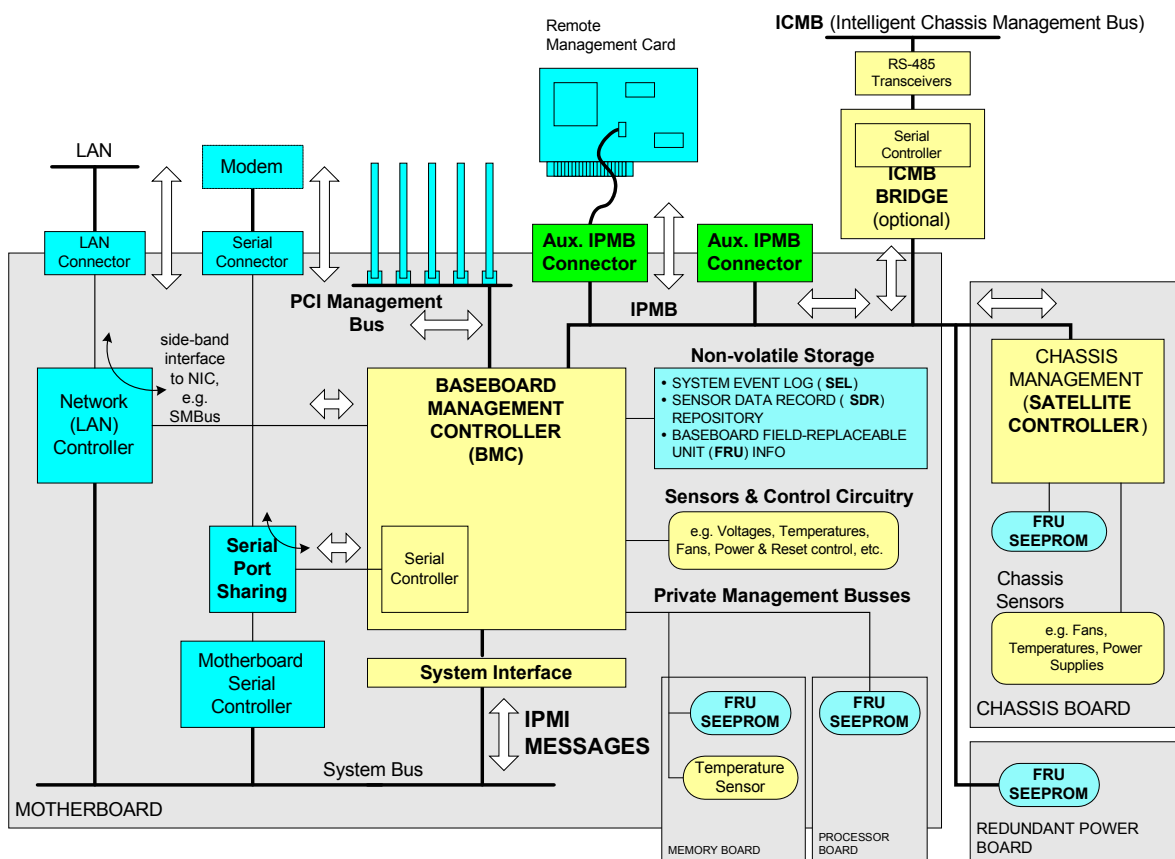 ICMB (Intelligent Chassis Management Bus)
Remote
Management Card
RS-485
Transceivers
Serial
Controller
ICMB
BRIDGE
(optional)
LAN
Modem
LAN
Connector
Serial
Connector
Aux. IPMB
Connector
Aux. IPMB
Connector
PCI Management
Bus
IPMB
side-band
interface
to NIC,
e.g.
SMBus
Network
(LAN)
Controller
BASEBOARD
MANAGEMENT
CONTROLLER
(BMC)
Non-volatile Storage
• SYSTEM EVENT LOG ( SEL)
• SENSOR DATA RECORD ( SDR)
REPOSITORY
• BASEBOARD FIELD-REPLACEABLE
UNIT (FRU) INFO
CHASSIS
MANAGEMENT
(SATELLITE
CONTROLLER)
Sensors & Control Circuitry
e.g. Voltages, Temperatures,
Fans, Power & Reset control, etc.
FRU
SEEPROM
Serial
Port
Sharing
Serial
Controller
Private Management Busses
Chassis
Sensors
e.g. Fans,
Temperatures, Power
Supplies
Motherboard
Serial
Controller
System Interface
FRU
SEEPROM
FRU
SEEPROM
CHASSIS BOARD
IPMI
MESSAGES
Temperature
Sensor
System Bus
FRU
SEEPROM
MOTHERBOARD
MEMORY BOARD
PROCESSOR
BOARD
REDUNDANT POWER
BOARD